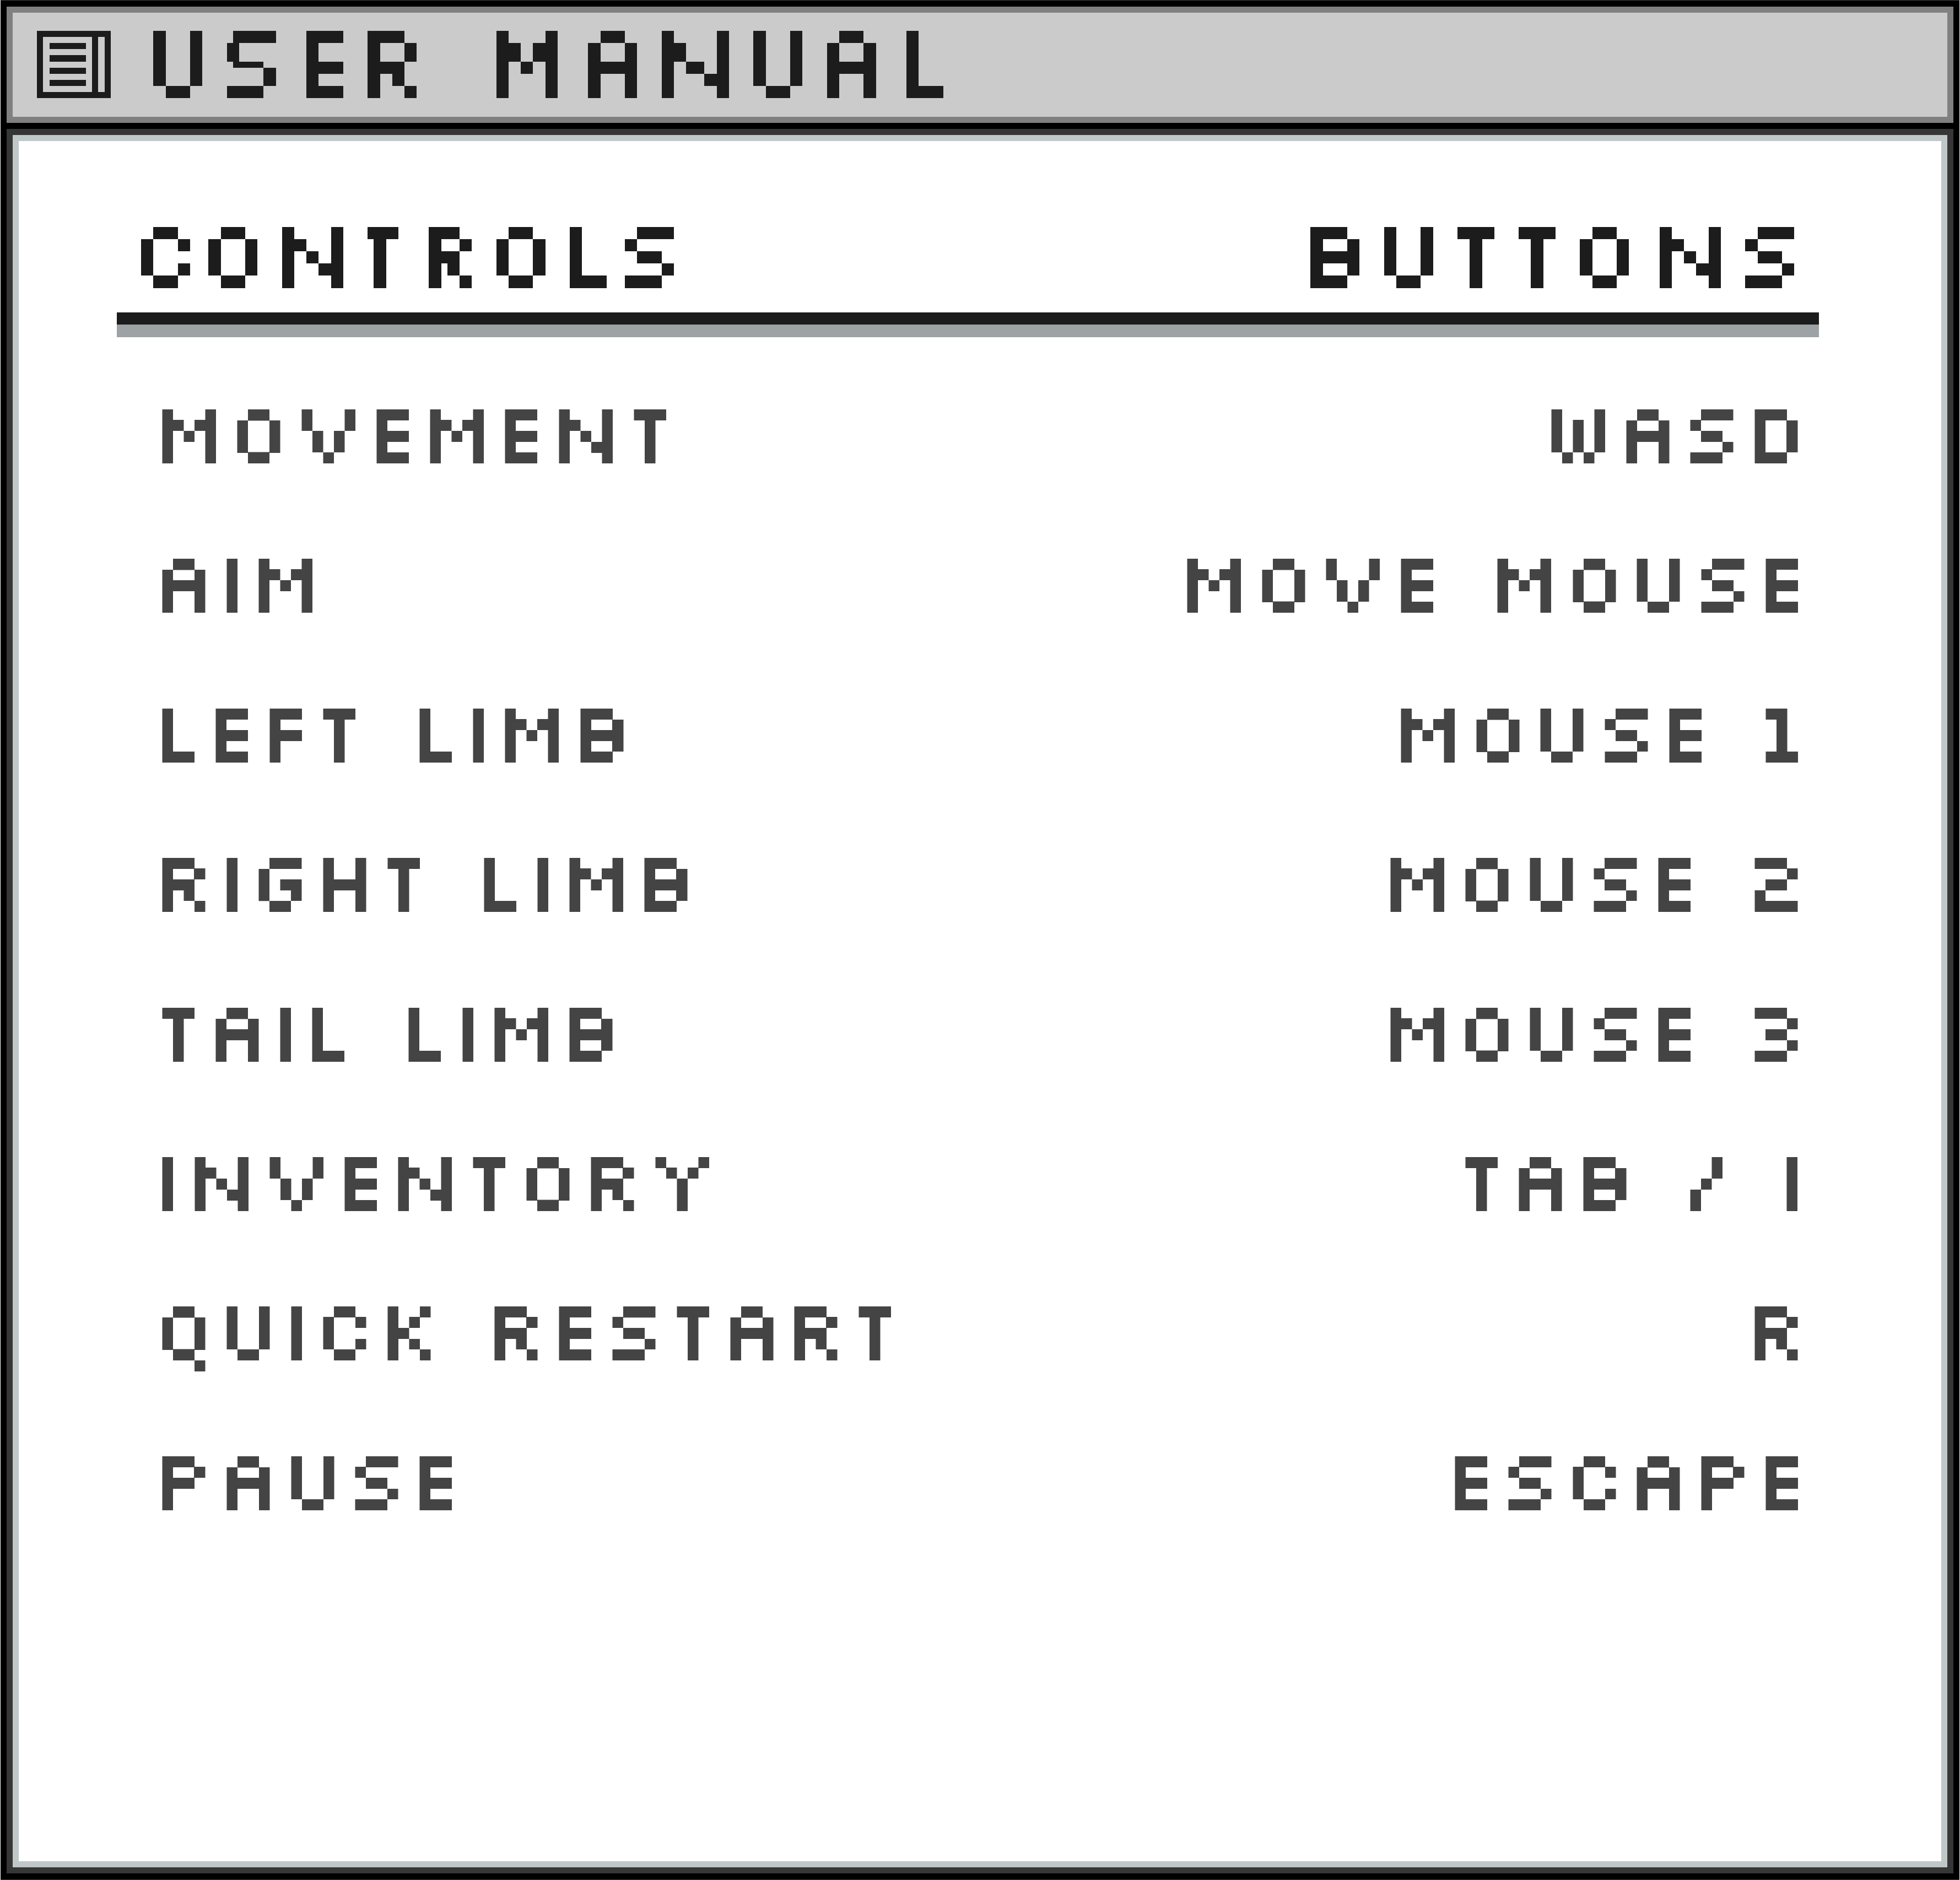 USER MANUAL
CONTROLS BUTTONS
MOVEMENT WASD
AIM MOVE MOUSE
LEFT LIMB MOUSE 1
RIGHT LIMB MOUSE 2
TAIL LIMB MOUSE 3
INVENTORY TAB / I
QUICK RESTART R
PAUSE ESCAPE